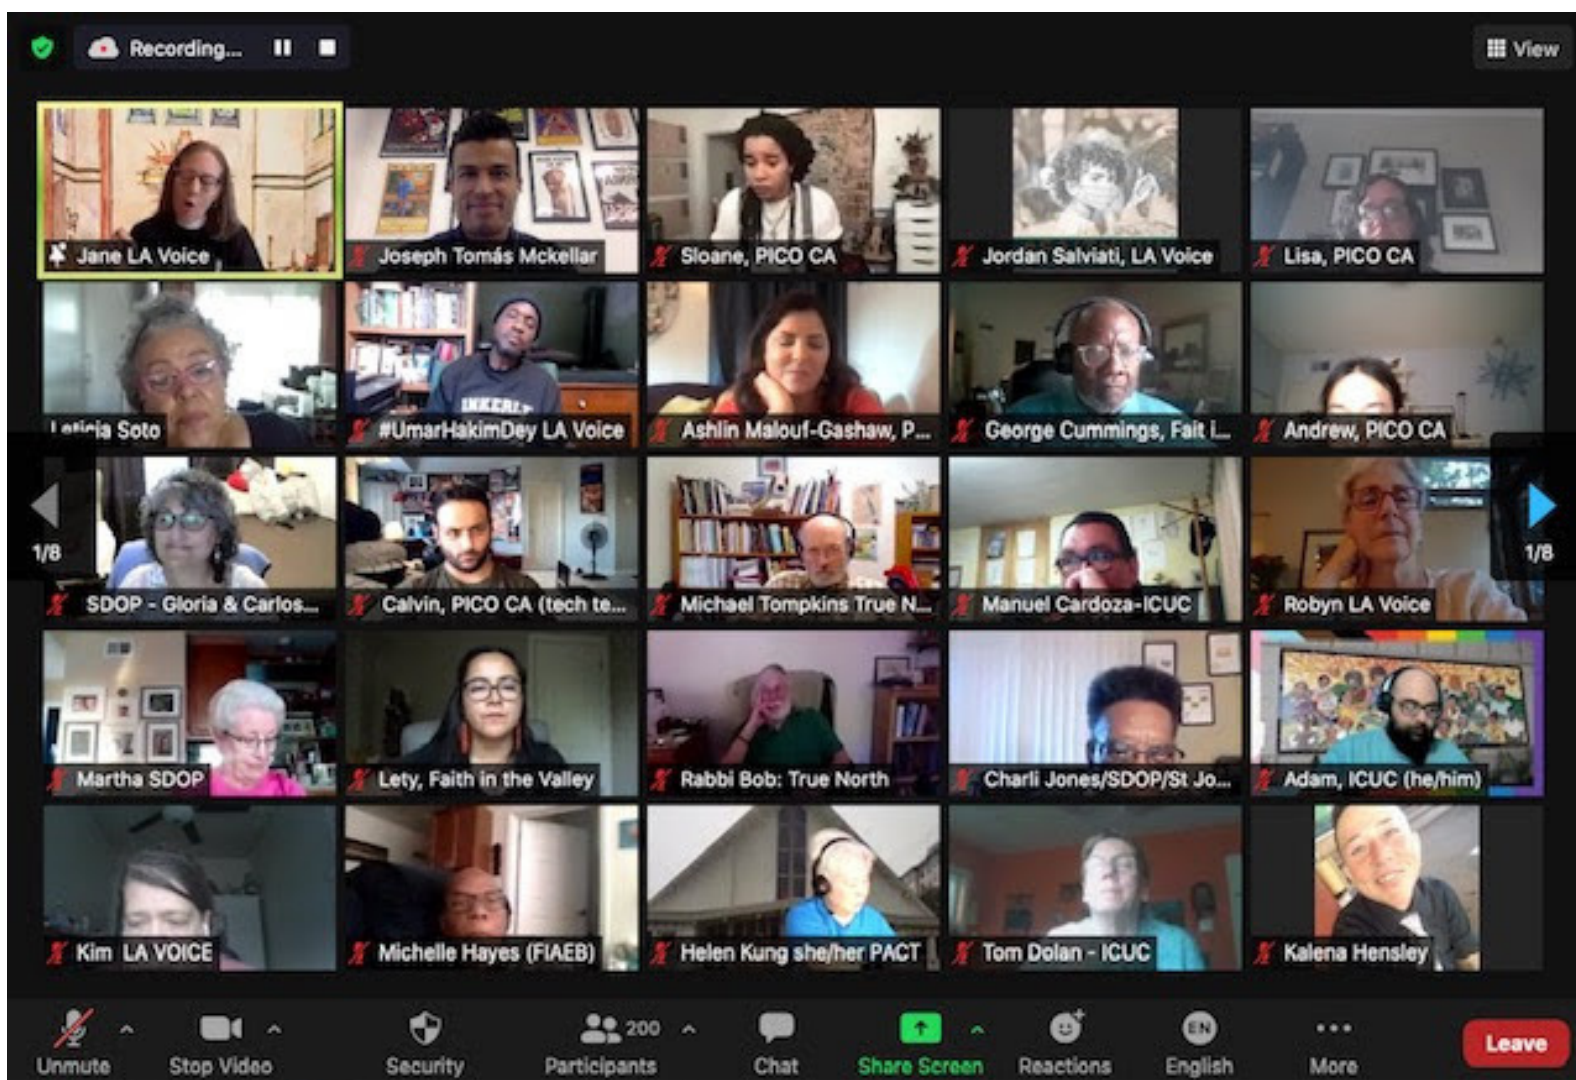 Recording...
View
Jane LA Voice
Joseph Tomás Mckellar
Sloane, PICO CA
Jordan Salviati, LA Voice
Lisa, PICO CA
Leticia Soto
#UmarHakimDey LA Voice
Ashlin Malouf-Gashaw, P...
George Cummings, Fait i...
Andrew, PICO CA
1/8
1/8
SDOP - Gloria & Carlos...
Calvin, PICO CA (tech te...
Michael Tompkins True N...
Manuel Cardoza-ICUC
Robyn LA Voice
Martha SDOP
Lety, Faith in the Valley
Rabbi Bob: True North
Charli Jones/SDOP/St Jo...
Adam, ICUC (he/him)
Kim LA VOICE
Michelle Hayes (FIAEB)
Helen Kung she/her PACT
Tom Dolan - ICUC
Kalena Hensley
200
EN
Unmute
Stop Video
Security
Participants
Chat
Share Screen
Reactions
English
More
Leave